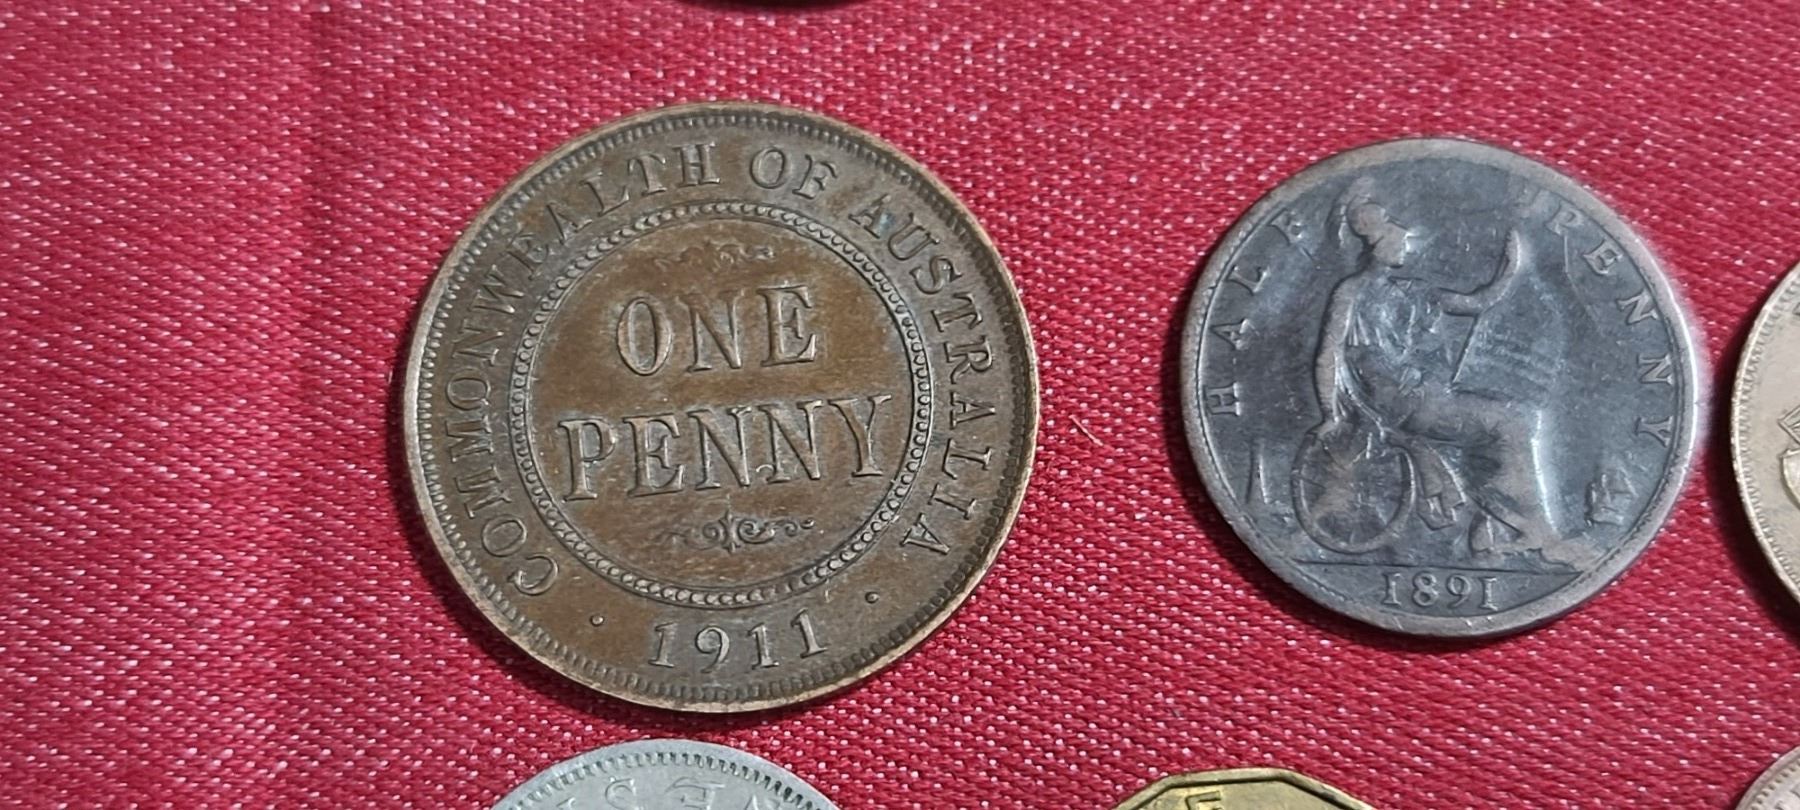 COMMONWEALTH OF AUSTRALIA
ONE
PENNY
· 1911 ·
HALF PENNY
1891